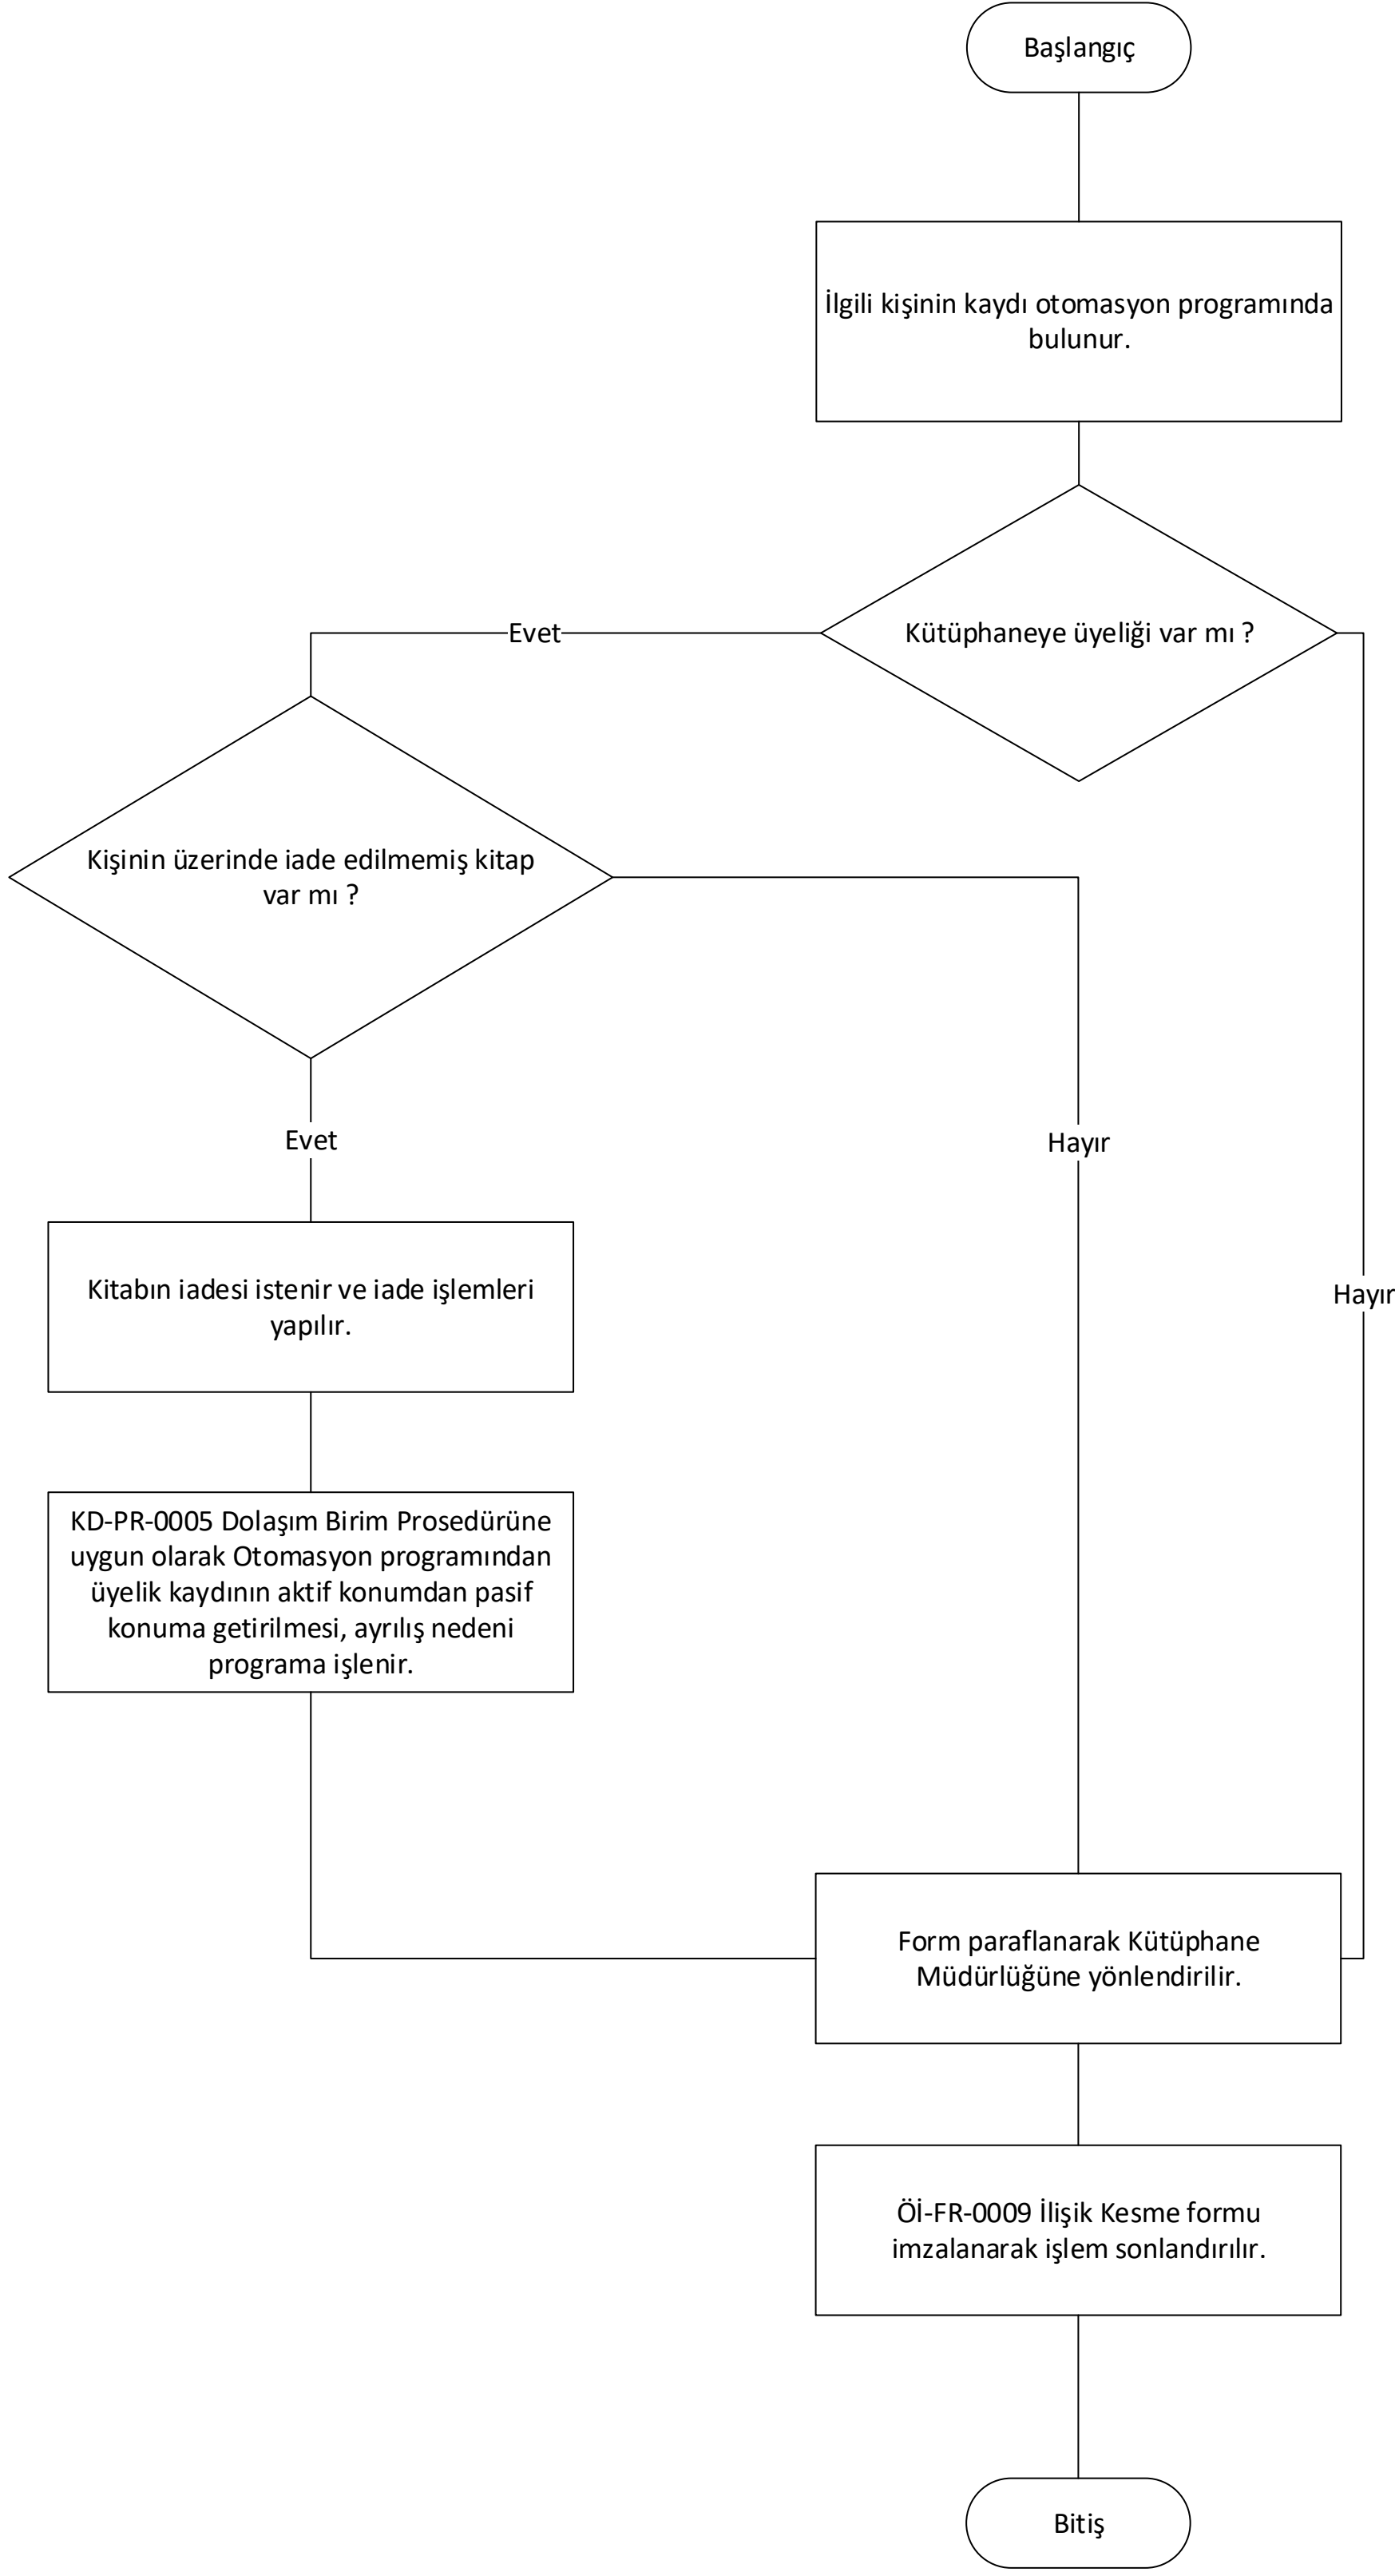 Başlangıç
İlgili kişinin kaydı otomasyon programında
bulunur.
Kütüphaneye üyeliği var mı ?
Evet
Kişinin üzerinde iade edilmemiş kitap
var mı ?
Evet
Hayır
Hayır
Kitabın iadesi istenir ve iade işlemleri
yapılır.
KD-PR-0005 Dolaşım Birim Prosedürüne
uygun olarak Otomasyon programından
üyelik kaydının aktif konumdan pasif
konuma getirilmesi, ayrılış nedeni
programa işlenir.
Form paraflanarak Kütüphane
Müdürlüğüne yönlendirilir.
Öİ-FR-0009 İlişik Kesme formu
imzalanarak işlem sonlandırılır.
Bitiş